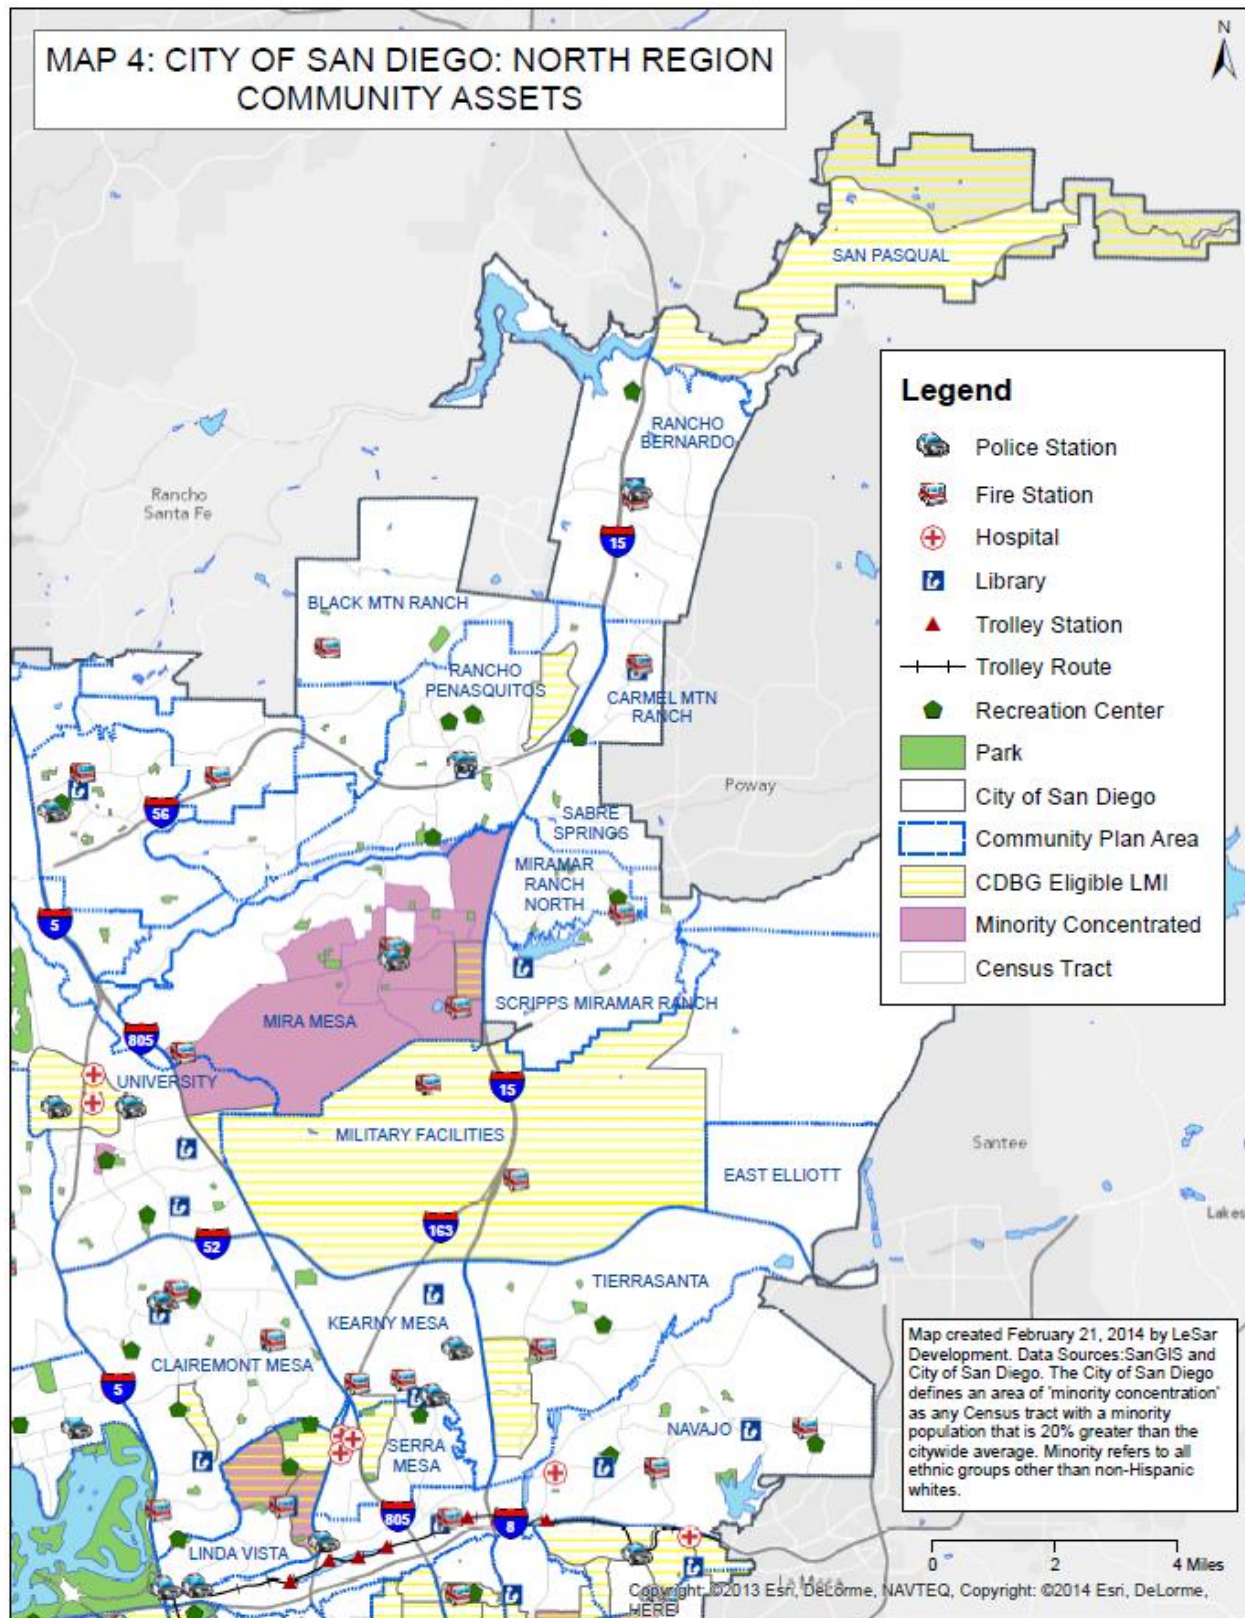 N
MAP 4: CITY OF SAN DIEGO: NORTH REGION
COMMUNITY ASSETS
SAN PASQUAL
Legend
Police Station
Fire Station
Hospital
Library
Trolley Station
Trolley Route
Recreation Center
Park
City of San Diego
Community Plan Area
CDBG Eligible LMI
Minority Concentrated
Census Tract
RANCHO
BERNARDO
Rancho
Santa Fe
15
BLACK MTN RANCH
RANCHO
PENASQUITOS
CARMEL MTN
RANCH
Poway
56
SABRE
SPRINGS
MIRAMAR
RANCH
NORTH
5
SCRIPPS MIRAMAR RANCH
MIRA MESA
805
UNIVERSITY
15
MILITARY FACILITIES
Santee
EAST ELLIOTT
Lakes
163
52
TIERRASANTA
KEARNY MESA
CLAIREMONT MESA
5
NAVAJO
SERRA
MESA
805
8
LINDA VISTA
Map created February 21, 2014 by LeSar
Development. Data Sources:SanGIS and
City of San Diego. The City of San Diego
defines an area of 'minority concentration'
as any Census tract with a minority
population that is 20% greater than the
citywide average. Minority refers to all
ethnic groups other than non-Hispanic
whites.
0 2 4 Miles
La Mesa
Copyright: ©2013 Esri, DeLorme, NAVTEQ, Copyright: ©2014 Esri, DeLorme,
HERE